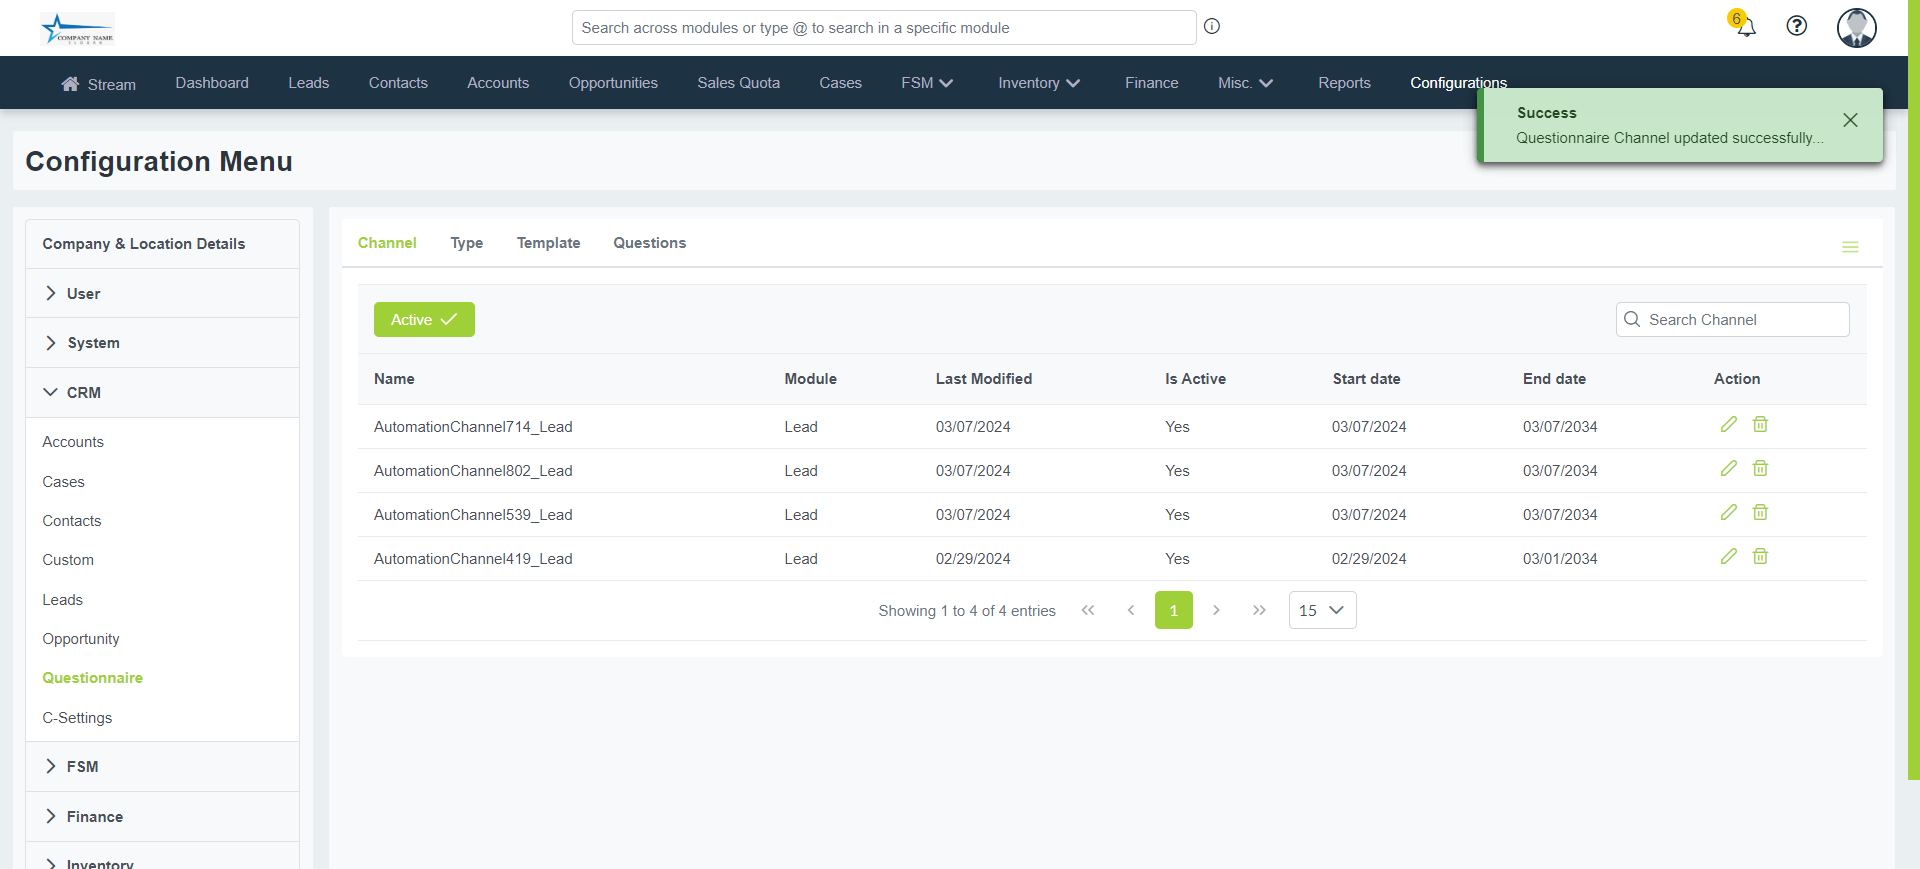 COMPANY NAME
Search across modules or type @ to search in a specific module
6
Stream Dashboard Leads Contacts Accounts Opportunities Sales Quota Cases FSM Inventory Finance Misc. Reports Configurations
Success
Questionnaire Channel updated successfully...
Configuration Menu
Company & Location Details
User
System
CRM
Accounts
Cases
Contacts
Custom
Leads
Opportunity
Questionnaire
C-Settings
FSM
Finance
Inventory
Channel Type Template Questions
Active
Search Channel
Name Module Last Modified Is Active Start date End date Action
AutomationChannel714_Lead Lead 03/07/2024 Yes 03/07/2024 03/07/2034
AutomationChannel802_Lead Lead 03/07/2024 Yes 03/07/2024 03/07/2034
AutomationChannel539_Lead Lead 03/07/2024 Yes 03/07/2024 03/07/2034
AutomationChannel419_Lead Lead 02/29/2024 Yes 02/29/2024 03/01/2034
Showing 1 to 4 of 4 entries 1 15